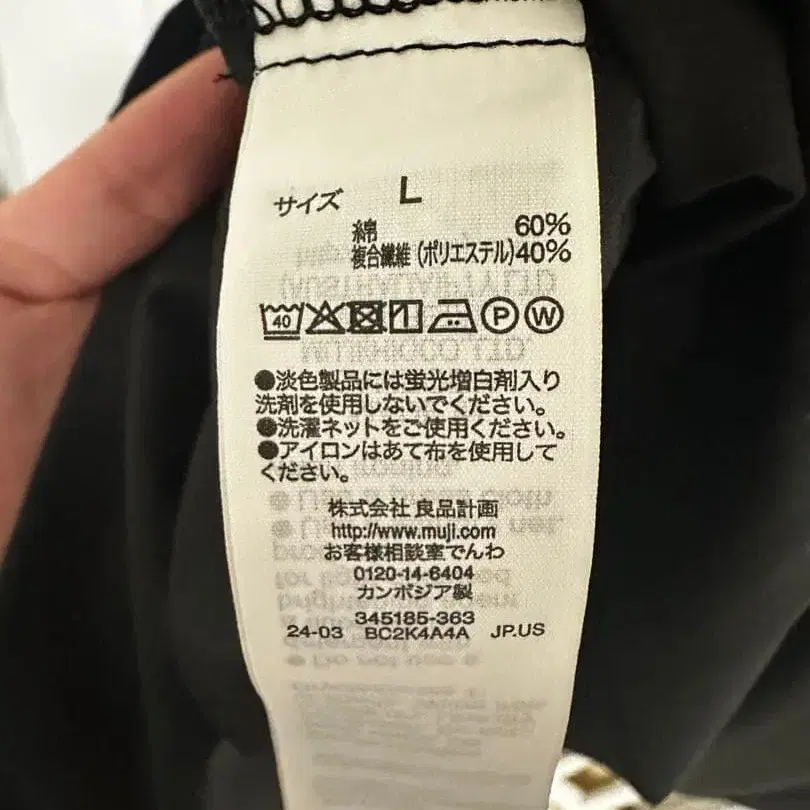 サイズ L
綿 60%
複合繊維 (ポリエステル)40%
40 P W
●淡色製品には蛍光増白剤入り
洗剤を使用しないでください。
●洗濯ネットをご使用ください。
●アイロンはあて布を使用して
ください。
株式会社 良品計画
http://www.muji.com
お客様相談室でんわ
0120-14-6404
カンボジア製
345185-363
24-03 BC2K4A4A JP.US